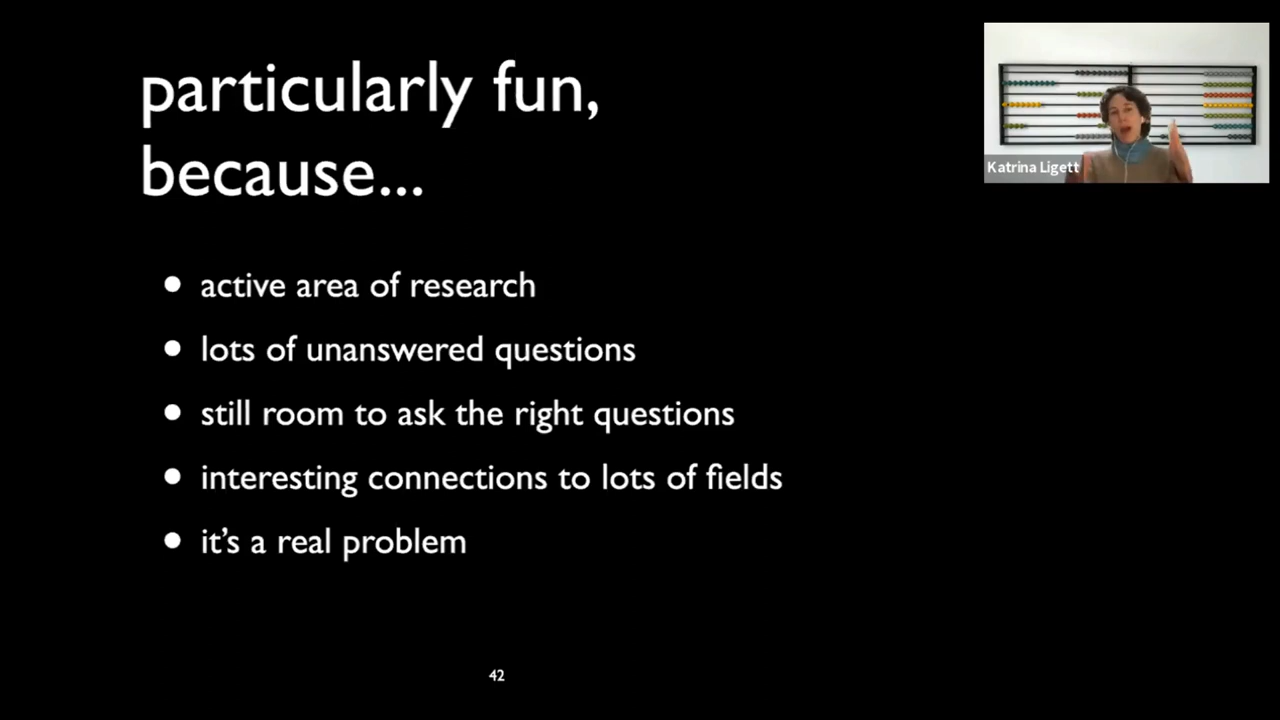 particularly fun,
because...
• active area of research
• lots of unanswered questions
• still room to ask the right questions
• interesting connections to lots of fields
• it's a real problem
42
Katrina Ligett